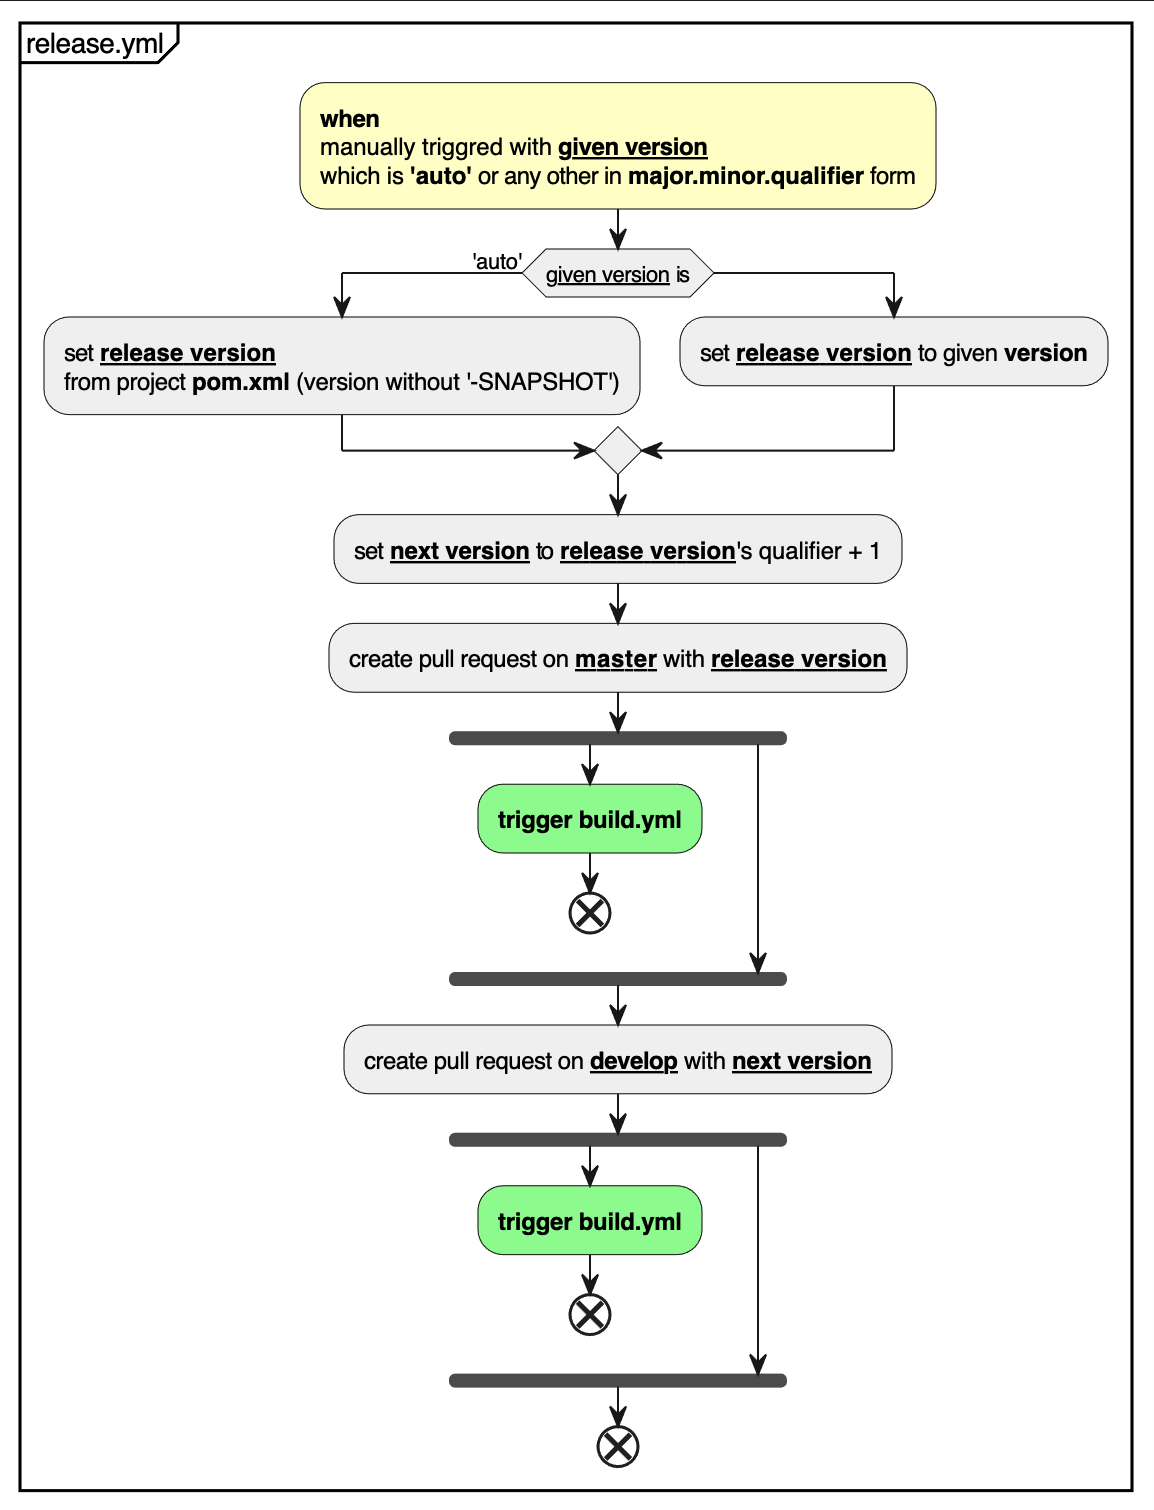 release.yml
when
manually triggred with given version
which is 'auto' or any other in major.minor.qualifier form
'auto'
given version is
set release version
from project pom.xml (version without '-SNAPSHOT')
set release version to given version
set next version to release version's qualifier + 1
create pull request on master with release version
trigger build.yml
create pull request on develop with next version
trigger build.yml